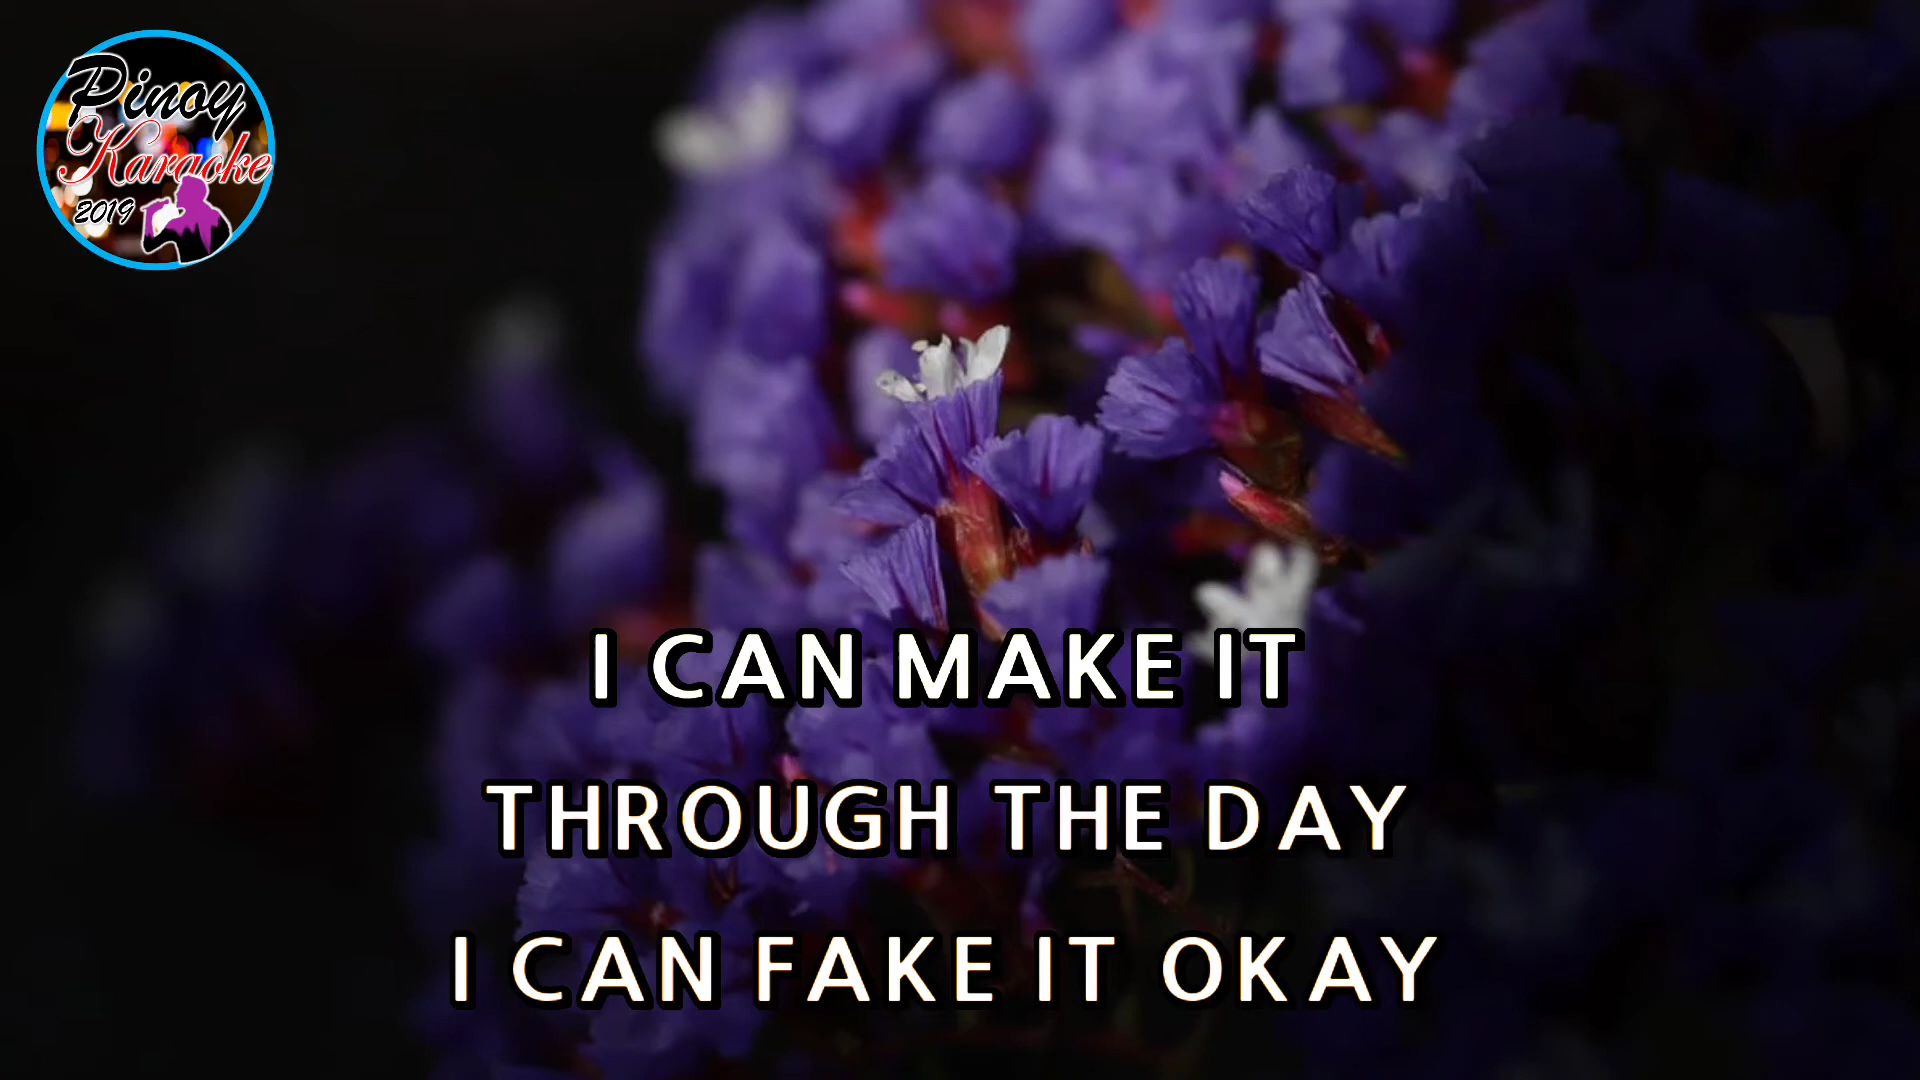 Pinoy
Karaoke
2019
I CAN MAKE IT
THROUGH THE DAY
I CAN FAKE IT OKAY